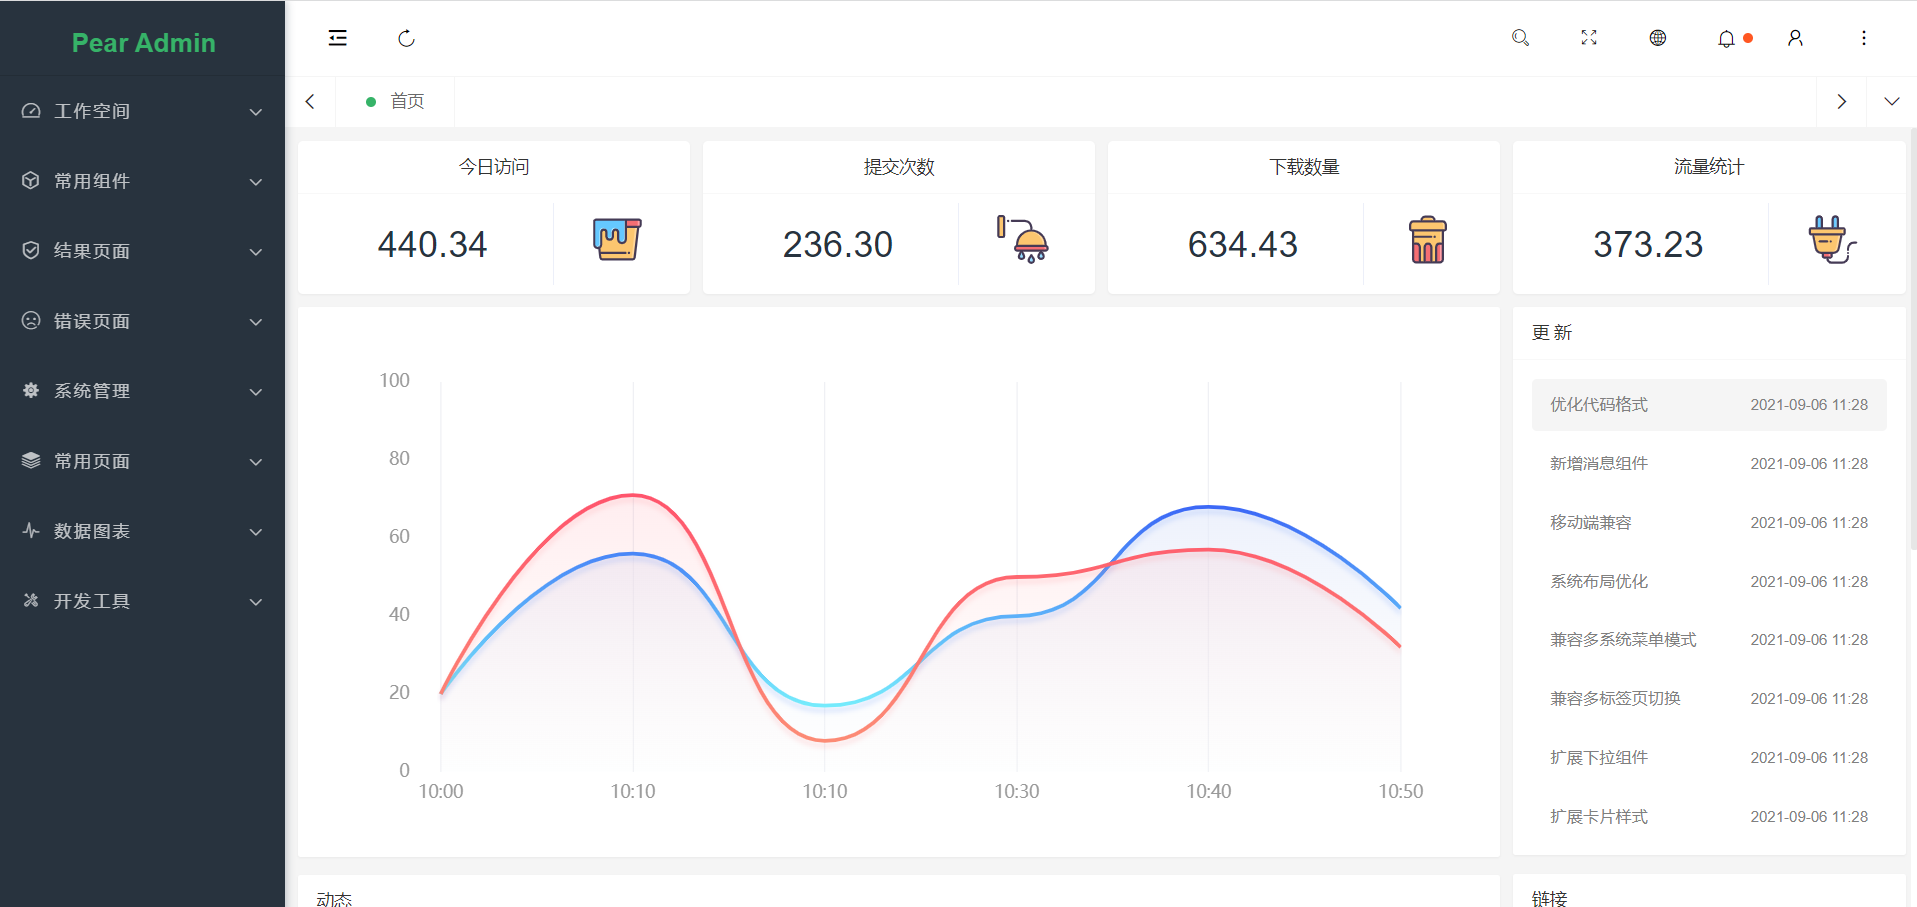 Pear Admin
工作空间
常用组件
结果页面
错误页面
系统管理
常用页面
数据图表
开发工具
首页
今日访问
440.34
提交次数
236.30
下载数量
634.43
流量统计
373.23
100
80
60
40
20
0
10:00 10:10 10:10 10:30 10:40 10:50
更新
优化代码格式 2021-09-06 11:28
新增消息组件 2021-09-06 11:28
移动端兼容 2021-09-06 11:28
系统布局优化 2021-09-06 11:28
兼容多系统菜单模式 2021-09-06 11:28
兼容多标签页切换 2021-09-06 11:28
扩展下拉组件 2021-09-06 11:28
扩展卡片样式 2021-09-06 11:28
动态
链接